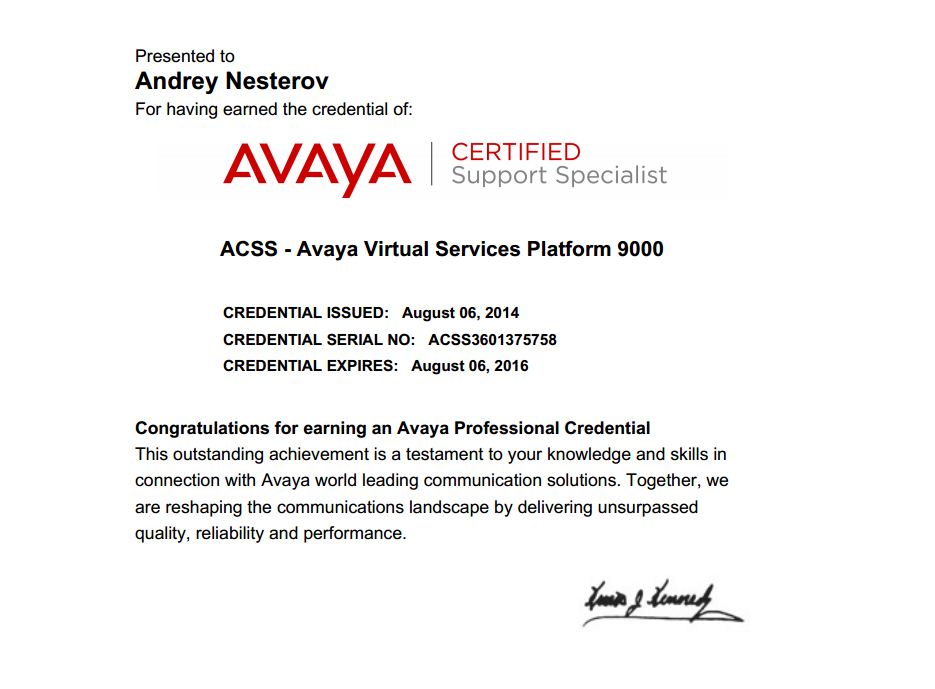 Presented to
Andrey Nesterov
For having earned the credential of:
AVAYA
CERTIFIED
Support Specialist
ACSS - Avaya Virtual Services Platform 9000
CREDENTIAL ISSUED: August 06, 2014
CREDENTIAL SERIAL NO: ACSS3601375758
CREDENTIAL EXPIRES: August 06, 2016
Congratulations for earning an Avaya Professional Credential
This outstanding achievement is a testament to your knowledge and skills in
connection with Avaya world leading communication solutions. Together, we
are reshaping the communications landscape by delivering unsurpassed
quality, reliability and performance.